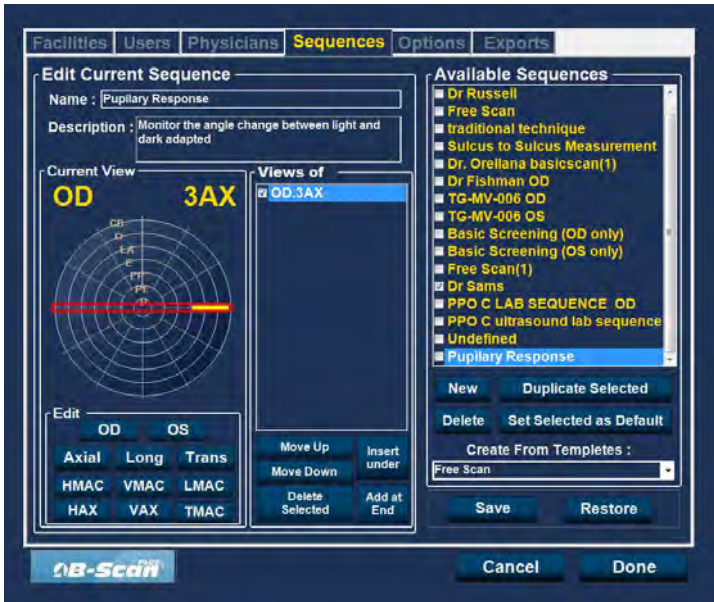 Facilities Users Physicians Sequences Options Exports
Edit Current Sequence
Name : Pupilary Response
Description : Monitor the angle change between light and
dark adapted
Current View
OD 3AX
CB
O
EA
E
PE
P
Edit
OD OS
Axial Long Trans
HMAC VMAC LMAC
HAX VAX TMAC
Views of
OD.3AX
Move Up
Move Down
Delete
Selected
Insert
under
Add at
End
Available Sequences
Dr Russell
Free Scan
traditional technique
Sulcus to Sulcus Measurement
Dr. Orellana basicscan(1)
Dr Fishman OD
TG-MV-006 OD
TG-MV-006 OS
Basic Screening (OD only)
Basic Screening (OS only)
Free Scan(1)
Dr Sams
PPO C LAB SEQUENCE OD
PPO C ultrasound lab sequence
Undefined
Pupilary Response
New Duplicate Selected
Delete Set Selected as Default
Create From Templetes :
Free Scan
Save Restore
B-Scan
Cancel Done